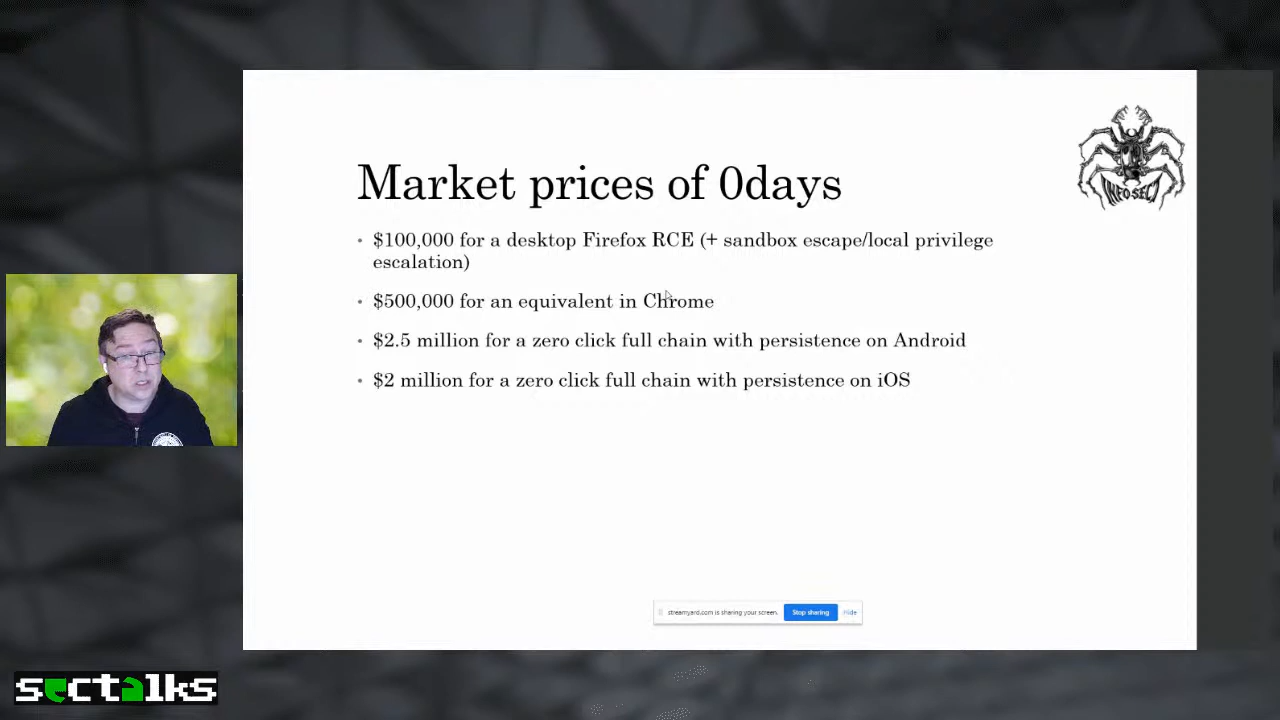 INFOSECT
Market prices of 0days
• $100,000 for a desktop Firefox RCE (+ sandbox escape/local privilege
escalation)
• $500,000 for an equivalent in Chrome
• $2.5 million for a zero click full chain with persistence on Android
• $2 million for a zero click full chain with persistence on iOS
streamyard.com is sharing your screen.
Stop sharing
Hide
sectalks